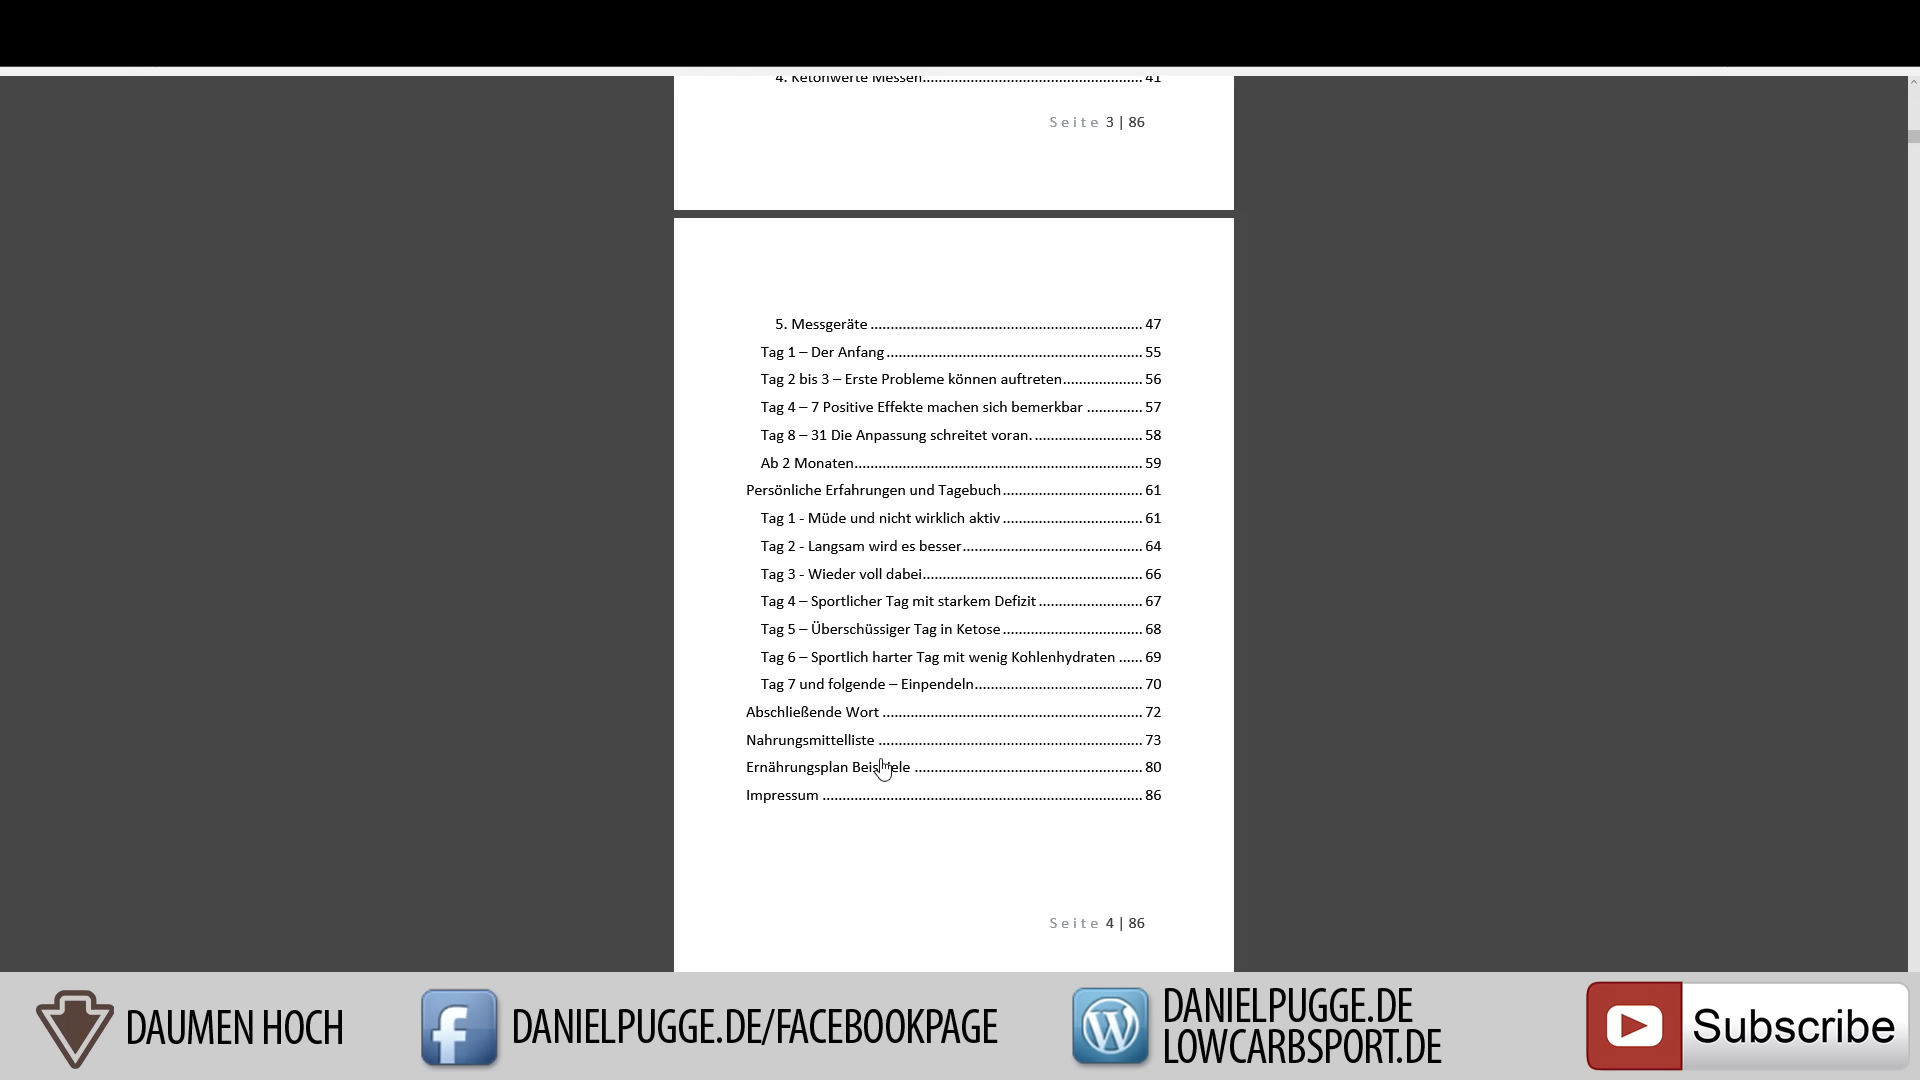 4. Ketonwerte Messen 41
Seite 3 | 86
5. Messgeräte 47
Tag 1 – Der Anfang 55
Tag 2 bis 3 – Erste Probleme können auftreten 56
Tag 4 – 7 Positive Effekte machen sich bemerkbar 57
Tag 8 – 31 Die Anpassung schreitet voran. 58
Ab 2 Monaten 59
Persönliche Erfahrungen und Tagebuch 61
Tag 1 - Müde und nicht wirklich aktiv 61
Tag 2 - Langsam wird es besser 64
Tag 3 - Wieder voll dabei 66
Tag 4 – Sportlicher Tag mit starkem Defizit 67
Tag 5 – Überschüssiger Tag in Ketose 68
Tag 6 – Sportlich harter Tag mit wenig Kohlenhydraten 69
Tag 7 und folgende – Einpendeln 70
Abschließende Wort 72
Nahrungsmittelliste 73
Ernährungsplan Beispiele 80
Impressum 86
Seite 4 | 86
DAUMEN HOCH
DANIELPUGGE.DE/FACEBOOKPAGE
DANIELPUGGE.DE
LOWCARBSPORT.DE
Subscribe